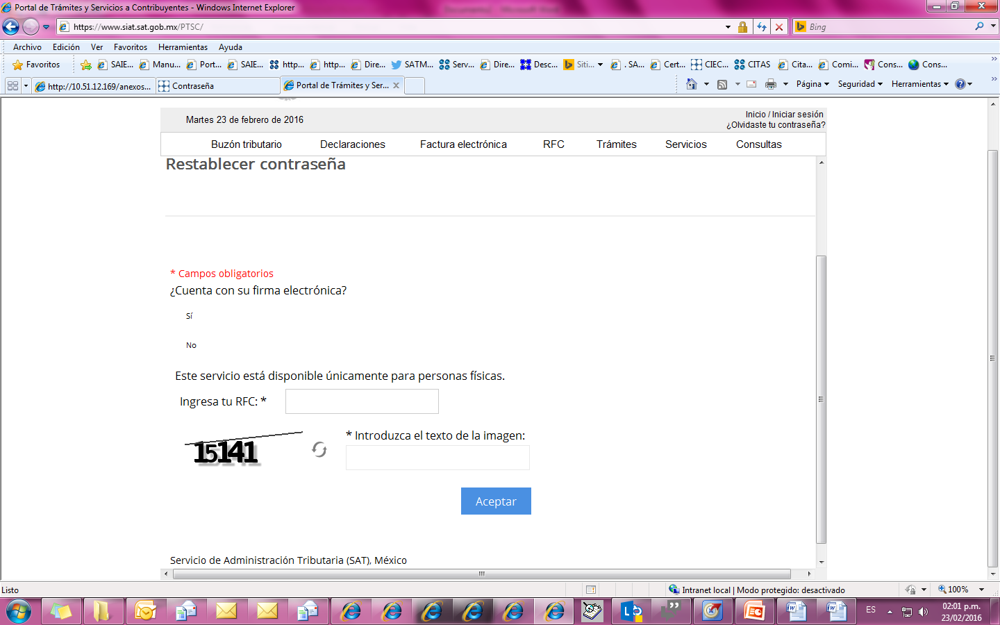 Portal de Trámites y Servicios a Contribuyentes - Windows Internet Explorer
https://www.siat.sat.gob.mx/PTSC/
Bing
Archivo Edición Ver Favoritos Herramientas Ayuda
Favoritos SAIE... Manu... Port... SAIE... http... http... Dire... SATM... Serv... Dire... Desc... Siti... . SA... Cert... CIEC... CITAS Cita... Comi... Cons... Cons...
http://10.51.12.169/anexos... Contraseña Portal de Trámites y Ser... Página Seguridad Herramientas
Martes 23 de febrero de 2016
Inicio / Iniciar sesión
¿Olvidaste tu contraseña?
Buzón tributario Declaraciones Factura electrónica RFC Trámites Servicios Consultas
Restablecer contraseña
* Campos obligatorios
¿Cuenta con su firma electrónica?
Sí
No
Este servicio está disponible únicamente para personas físicas.
Ingresa tu RFC: *
* Introduzca el texto de la imagen:
15141
Aceptar
Servicio de Administración Tributaria (SAT), México
Listo Intranet local | Modo protegido: desactivado 100%
ES 02:01 p.m.
23/02/2016